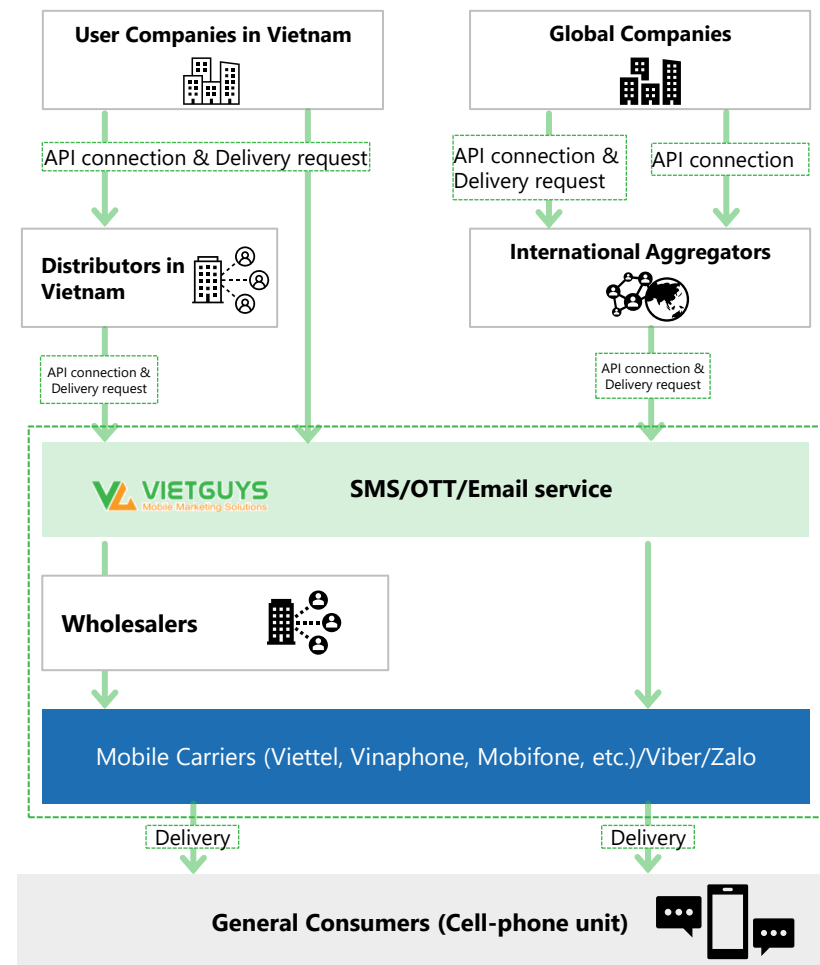 User Companies in Vietnam
Global Companies
API connection & Delivery request
API connection &
Delivery request
API connection
Distributors in
Vietnam
International Aggregators
API connection &
Delivery request
API connection &
Delivery request
VIETGUYS
Mobile Marketing Solutions
SMS/OTT/Email service
Wholesalers
Mobile Carriers (Viettel, Vinaphone, Mobifone, etc.)/Viber/Zalo
Delivery
Delivery
General Consumers (Cell-phone unit)